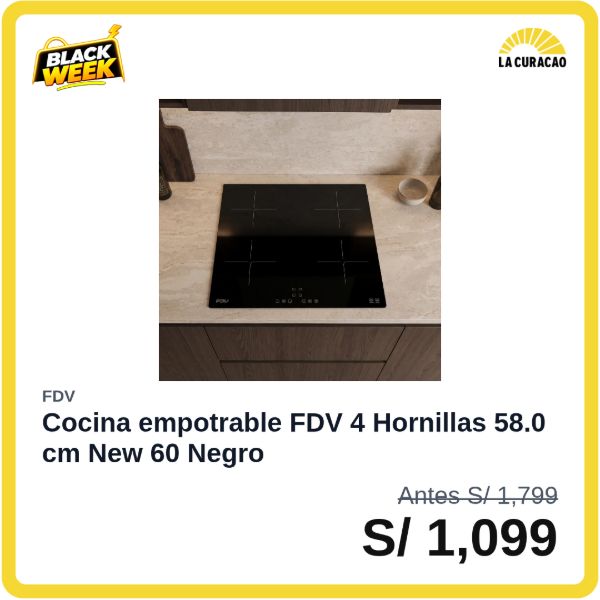 BLACK
WEEK
LA CURACAO
FDV
FDV
Cocina empotrable FDV 4 Hornillas 58.0
cm New 60 Negro
Antes S/ 1,799
S/ 1,099